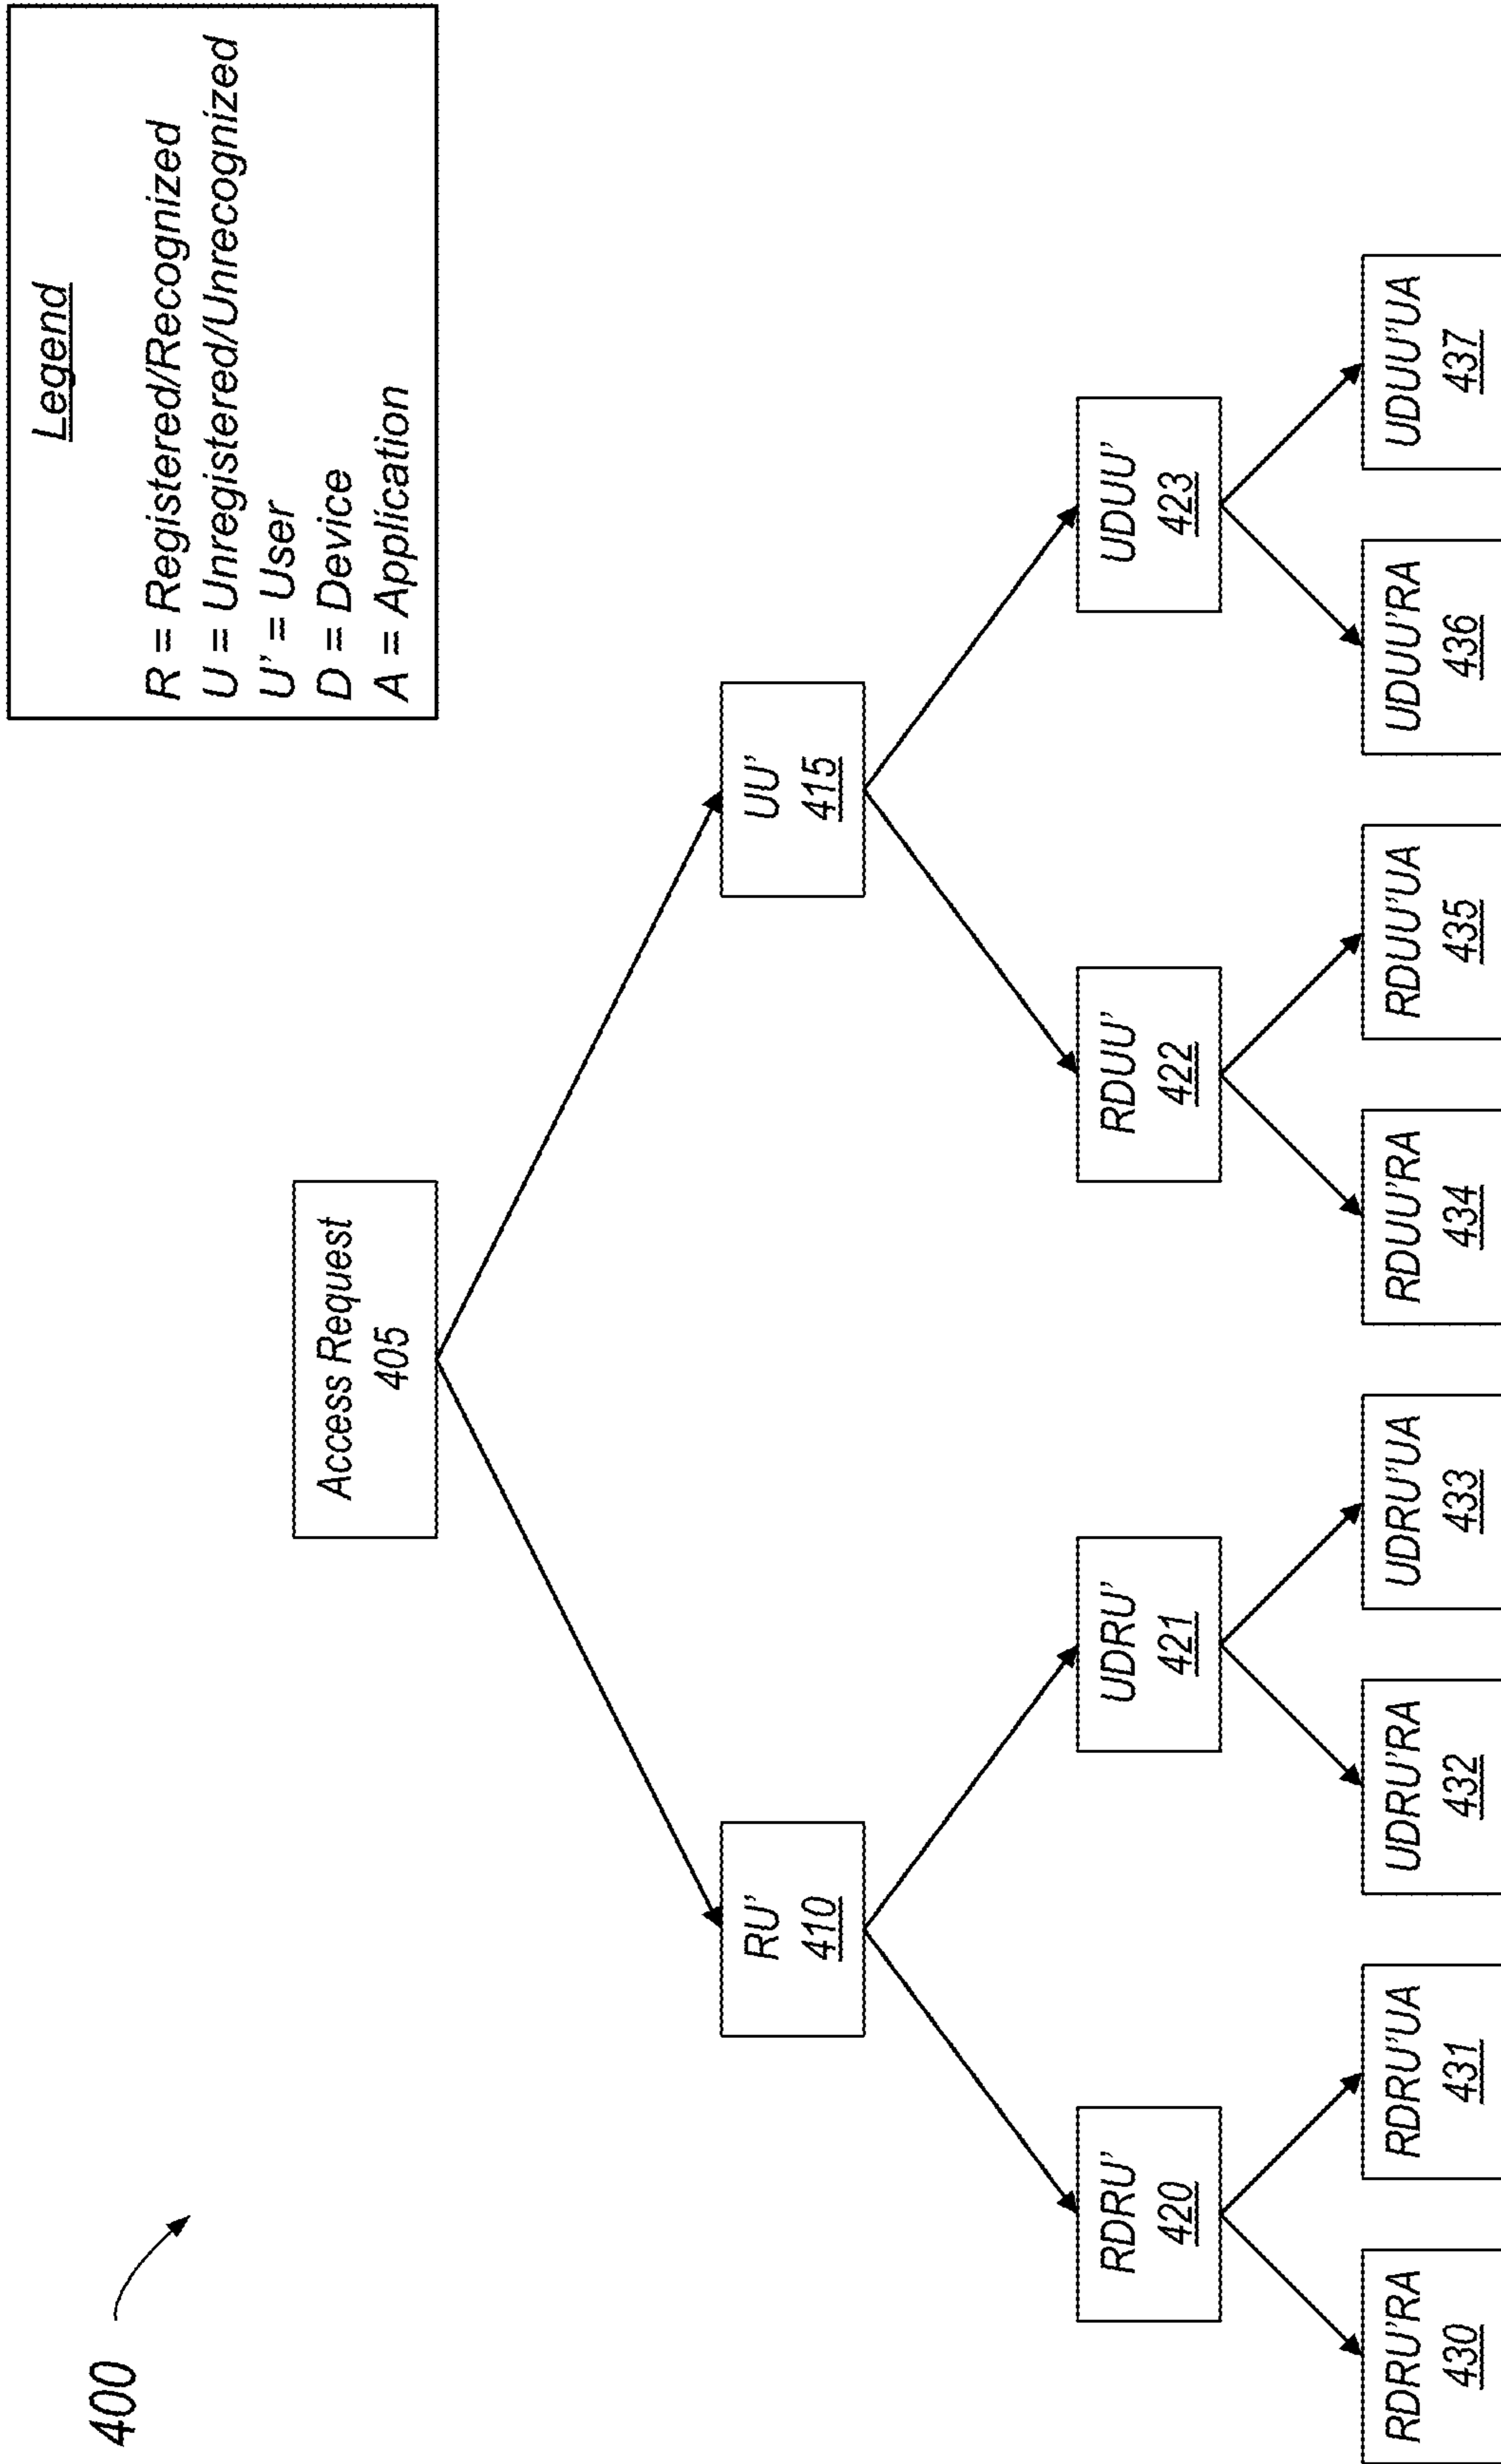 400
Legend
R = Registered/Recognized
U = Unregistered/Unrecognized
U' = User
D = Device
A = Application
Access Request
405
RU'
410
UU'
415
RDRU'
420
UDRU'
421
RDUU'
422
UDUU'
423
RDRU'RA
430
RDRU'UA
431
UDRU'RA
432
UDRU'UA
433
RDUU'RA
434
RDUU'UA
435
UDUU'RA
436
UDUU'UA
437